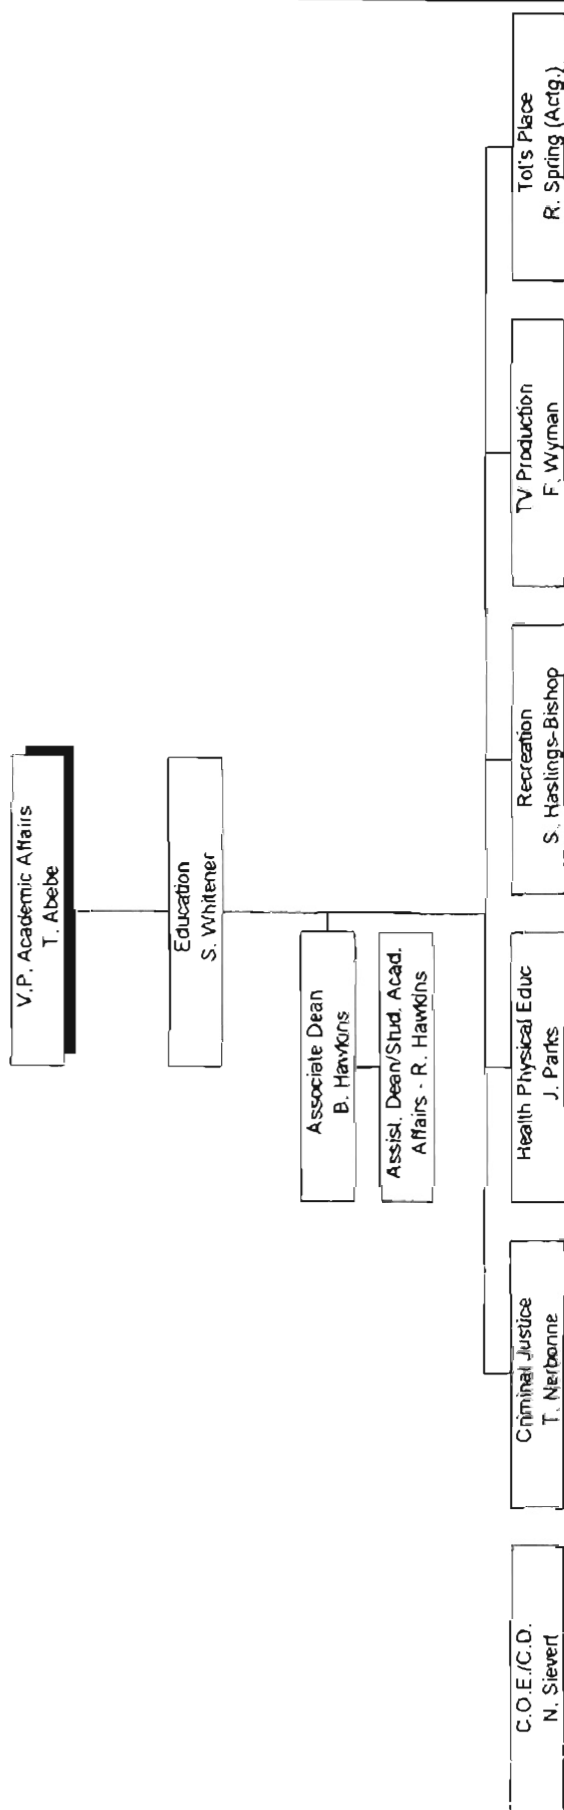 V.P. Academic Affairs
T. Abebe
Education
S. Whitener
Associate Dean
B. Hawkins
Assist. Dean/Stud. Acad.
Affairs - R. Hawkins
C.O.E./C.D.
N. Sievert
Criminal Justice
T. Nerbonne
Health Physical Educ
J. Parks
Recreation
S. Hastings-Bishop
TV Production
F. Wyman
Tot's Place
R. Spring (Actg.)